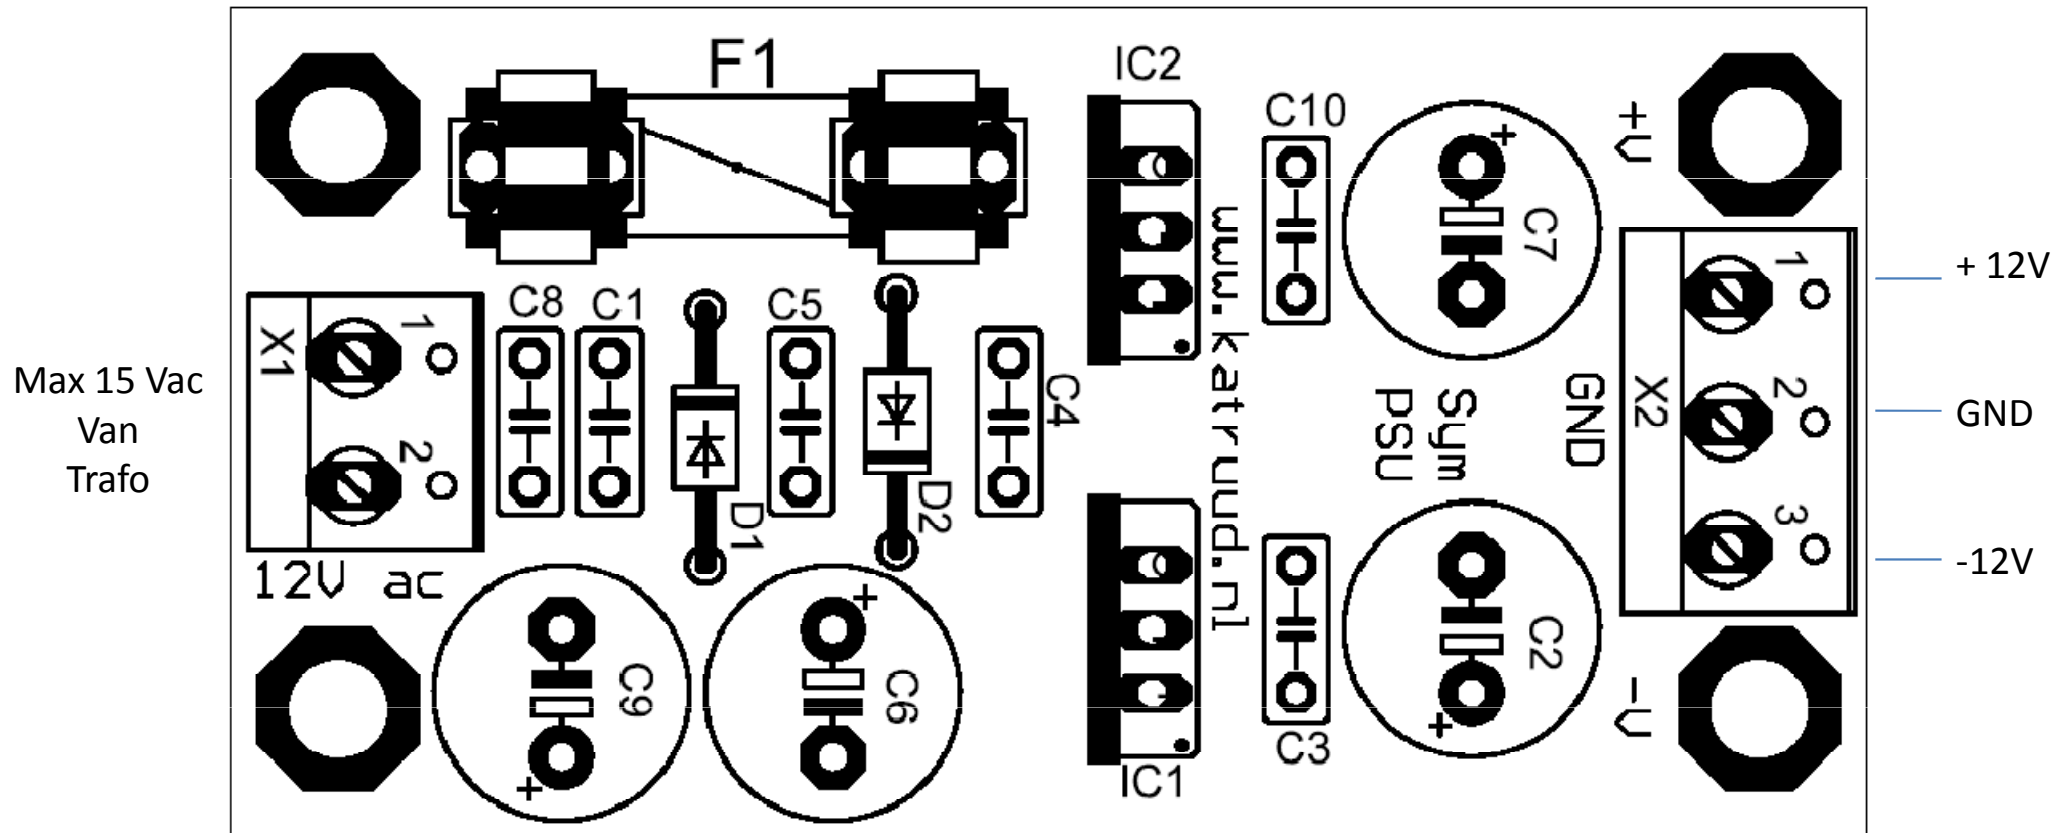 F1
IC2
C10
+V
C7
+
1
+ 12V
X1
1
2
C8
C1
C5
C4
D1
D2
www.katruud.nl
Sym
PSU
GND
X2
2
GND
3
-12V
Max 15 Vac
Van
Trafo
12V ac
C9
+
C6
+
IC1
C3
C2
+
-V